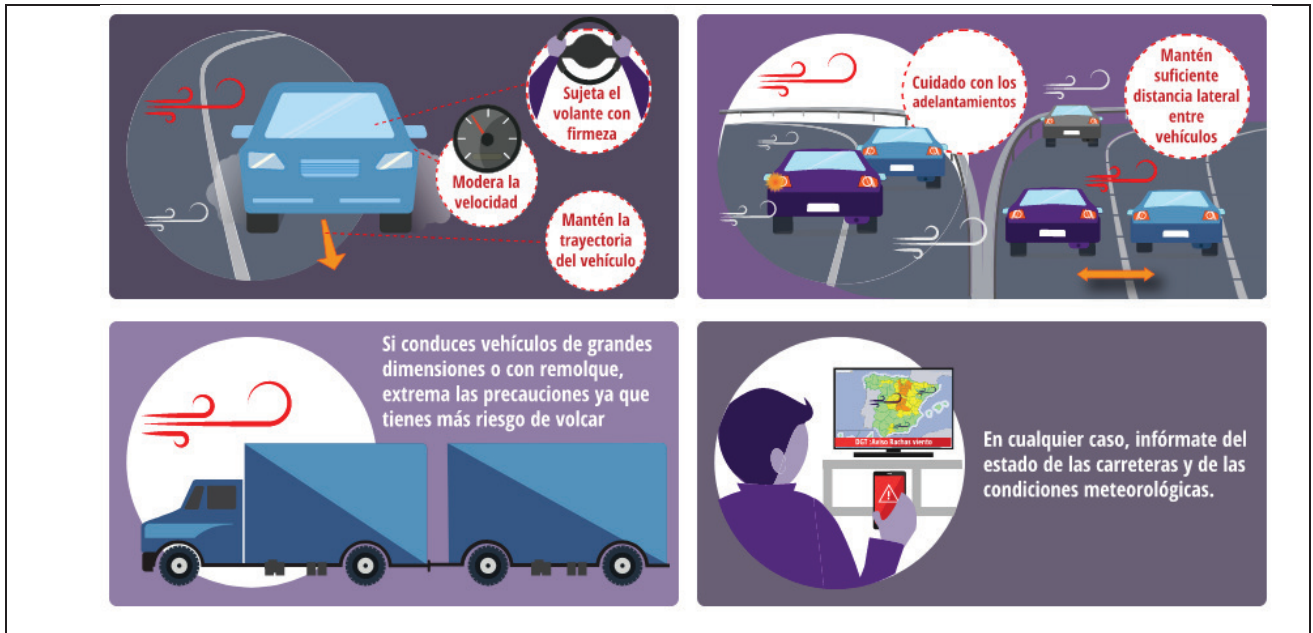 Sujeta el
volante con
firmeza
Modera la
velocidad
Mantén la
trayectoria
del vehículo
Cuidado con los
adelantamientos
Mantén
suficiente
distancia lateral
entre
vehículos
Si conduces vehículos de grandes
dimensiones o con remolque,
extrema las precauciones ya que
tienes más riesgo de volcar
DGT :Aviso Rachas viento
En cualquier caso, infórmate del
estado de las carreteras y de las
condiciones meteorológicas.